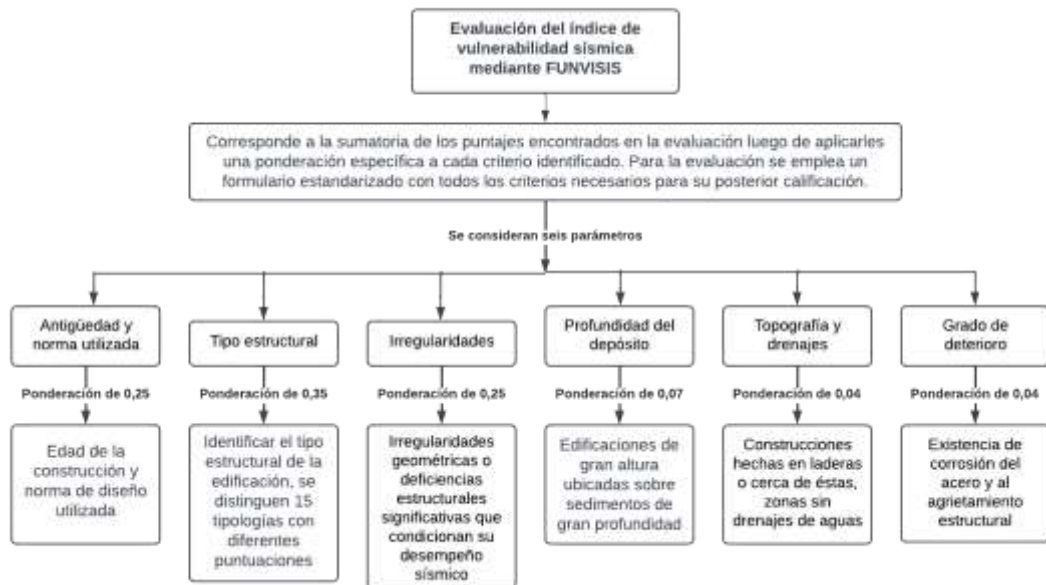 Evaluación del índice de
vulnerabilidad sísmica
mediante FUNVISIS
Corresponde a la sumatoria de los puntajes encontrados en la evaluación luego de aplicarles
una ponderación específica a cada criterio identificado. Para la evaluación se emplea un
formulario estandarizado con todos los criterios necesarios para su posterior calificación.
Se consideran seis parámetros
Antigüedad y
norma utilizada
Ponderación de 0,25
Edad de la
construcción y
norma de diseño
utilizada
Tipo estructural
Ponderación de 0,35
Identificar el tipo
estructural de la
edificación, se
distinguen 15
tipologías con
diferentes
puntuaciones
Irregularidades
Ponderación de 0,25
Irregularidades
geométricas o
deficiencias
estructurales
significativas que
condicionan su
desempeño
sísmico
Profundidad del
depósito
Ponderación de 0,07
Edificaciones de
gran altura
ubicadas sobre
sedimentos de
gran profundidad
Topografía y
drenajes
Ponderación de 0,04
Construcciones
hechas en laderas
o cerca de éstas,
zonas sin
drenajes de aguas
Grado de
deterioro
Ponderación de 0,04
Existencia de
corrosión del
acero y al
agrietamiento
estructural